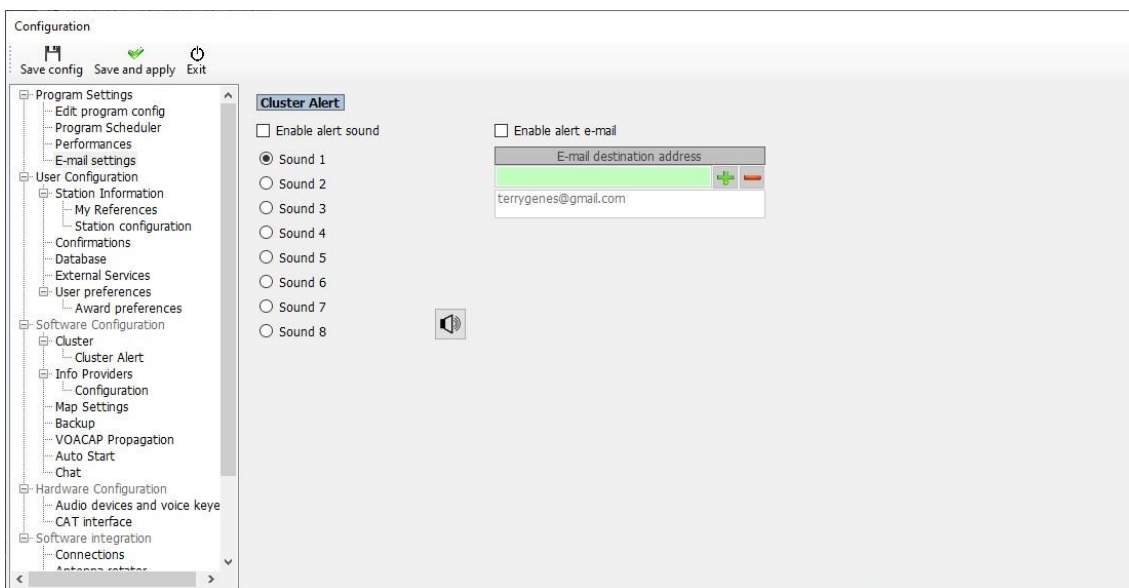 Configuration
Save config Save and apply Exit
Program Settings
Edit program config
Program Scheduler
Performances
E-mail settings
User Configuration
Station Information
My References
Station configuration
Confirmations
Database
External Services
User preferences
Award preferences
Software Configuration
Cluster
Cluster Alert
Info Providers
Configuration
Map Settings
Backup
VOACAP Propagation
Auto Start
Chat
Hardware Configuration
Audio devices and voice keye
CAT interface
Software integration
Connections
Antenna rotator
Cluster Alert
Enable alert sound
Sound 1
Sound 2
Sound 3
Sound 4
Sound 5
Sound 6
Sound 7
Sound 8
Enable alert e-mail
E-mail destination address
terrygenes@gmail.com